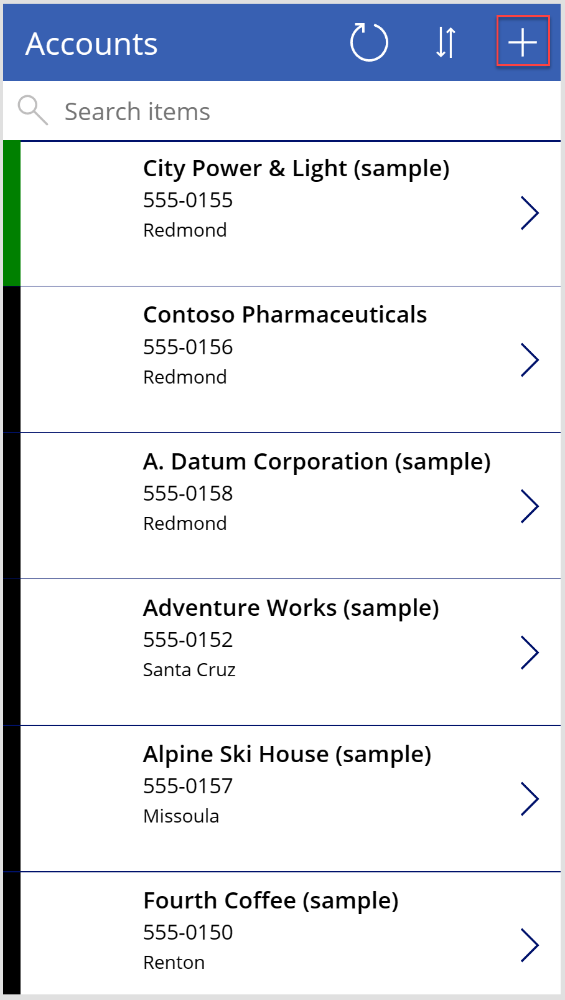 Accounts
Search items
City Power & Light (sample)
555-0155
Redmond
Contoso Pharmaceuticals
555-0156
Redmond
A. Datum Corporation (sample)
555-0158
Redmond
Adventure Works (sample)
555-0152
Santa Cruz
Alpine Ski House (sample)
555-0157
Missoula
Fourth Coffee (sample)
555-0150
Renton